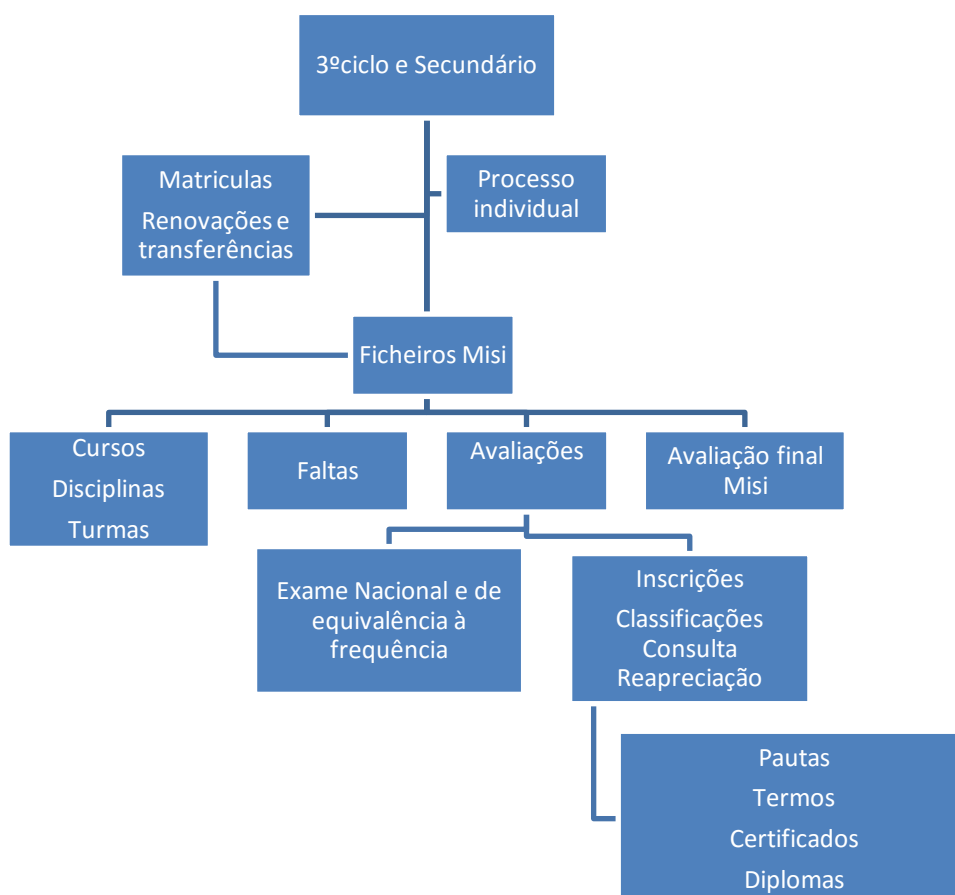 3ºciclo e Secundário
Matriculas
Renovações e
transferências
Processo
individual
Ficheiros Misi
Cursos
Disciplinas
Turmas
Faltas
Avaliações
Avaliação final
Misi
Exame Nacional e de
equivalência à
frequência
Inscrições
Classificações
Consulta
Reapreciação
Pautas
Termos
Certificados
Diplomas